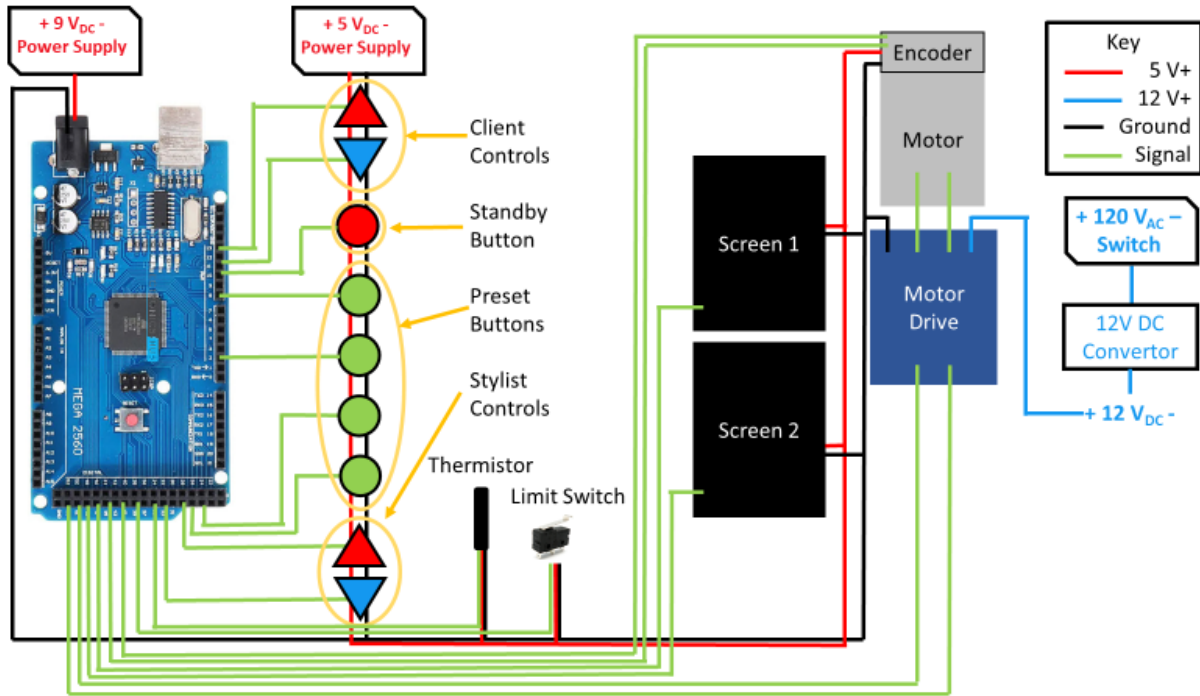 + 9 VDC -
Power Supply
+ 5 VDC -
Power Supply
Client
Controls
Standby
Button
Preset
Buttons
Stylist
Controls
Thermistor
Limit Switch
MEGA 2560
RESET
Screen 1
Screen 2
Encoder
Motor
Motor
Drive
Key
5 V+
12 V+
Ground
Signal
+ 120 VAC –
Switch
12V DC
Convertor
+ 12 VDC -